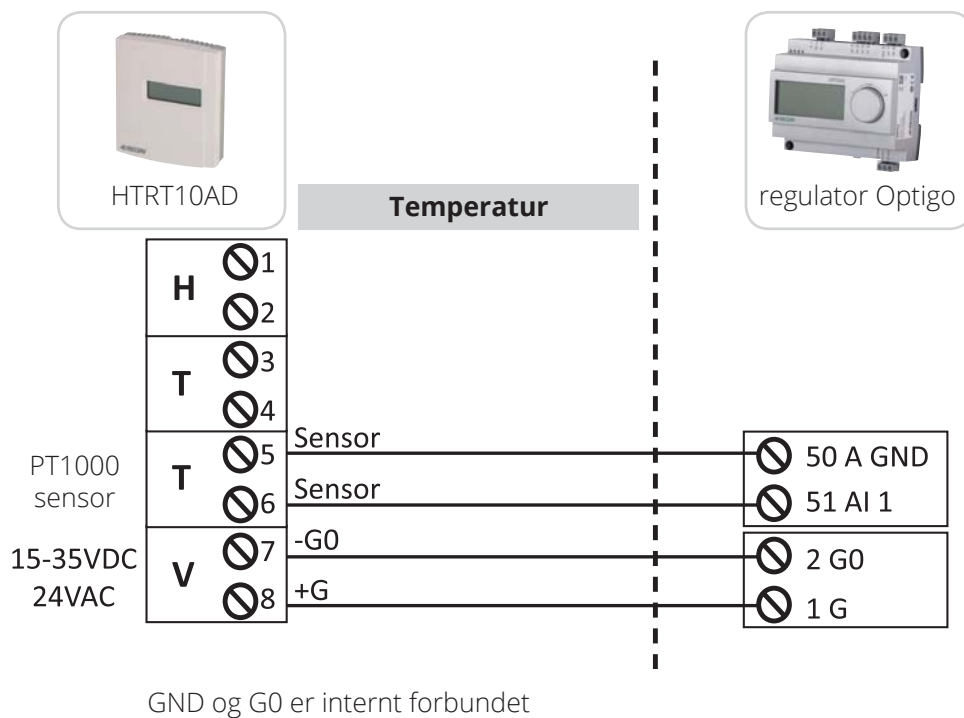 HTRT10AD
Temperatur
regulator Optigo
H
1
2
T
3
4
PT1000
sensor
T
5
6
Sensor
Sensor
50 A GND
51 AI 1
15-35VDC
24VAC
V
7
8
-G0
+G
2 G0
1 G
GND og G0 er internt forbundet